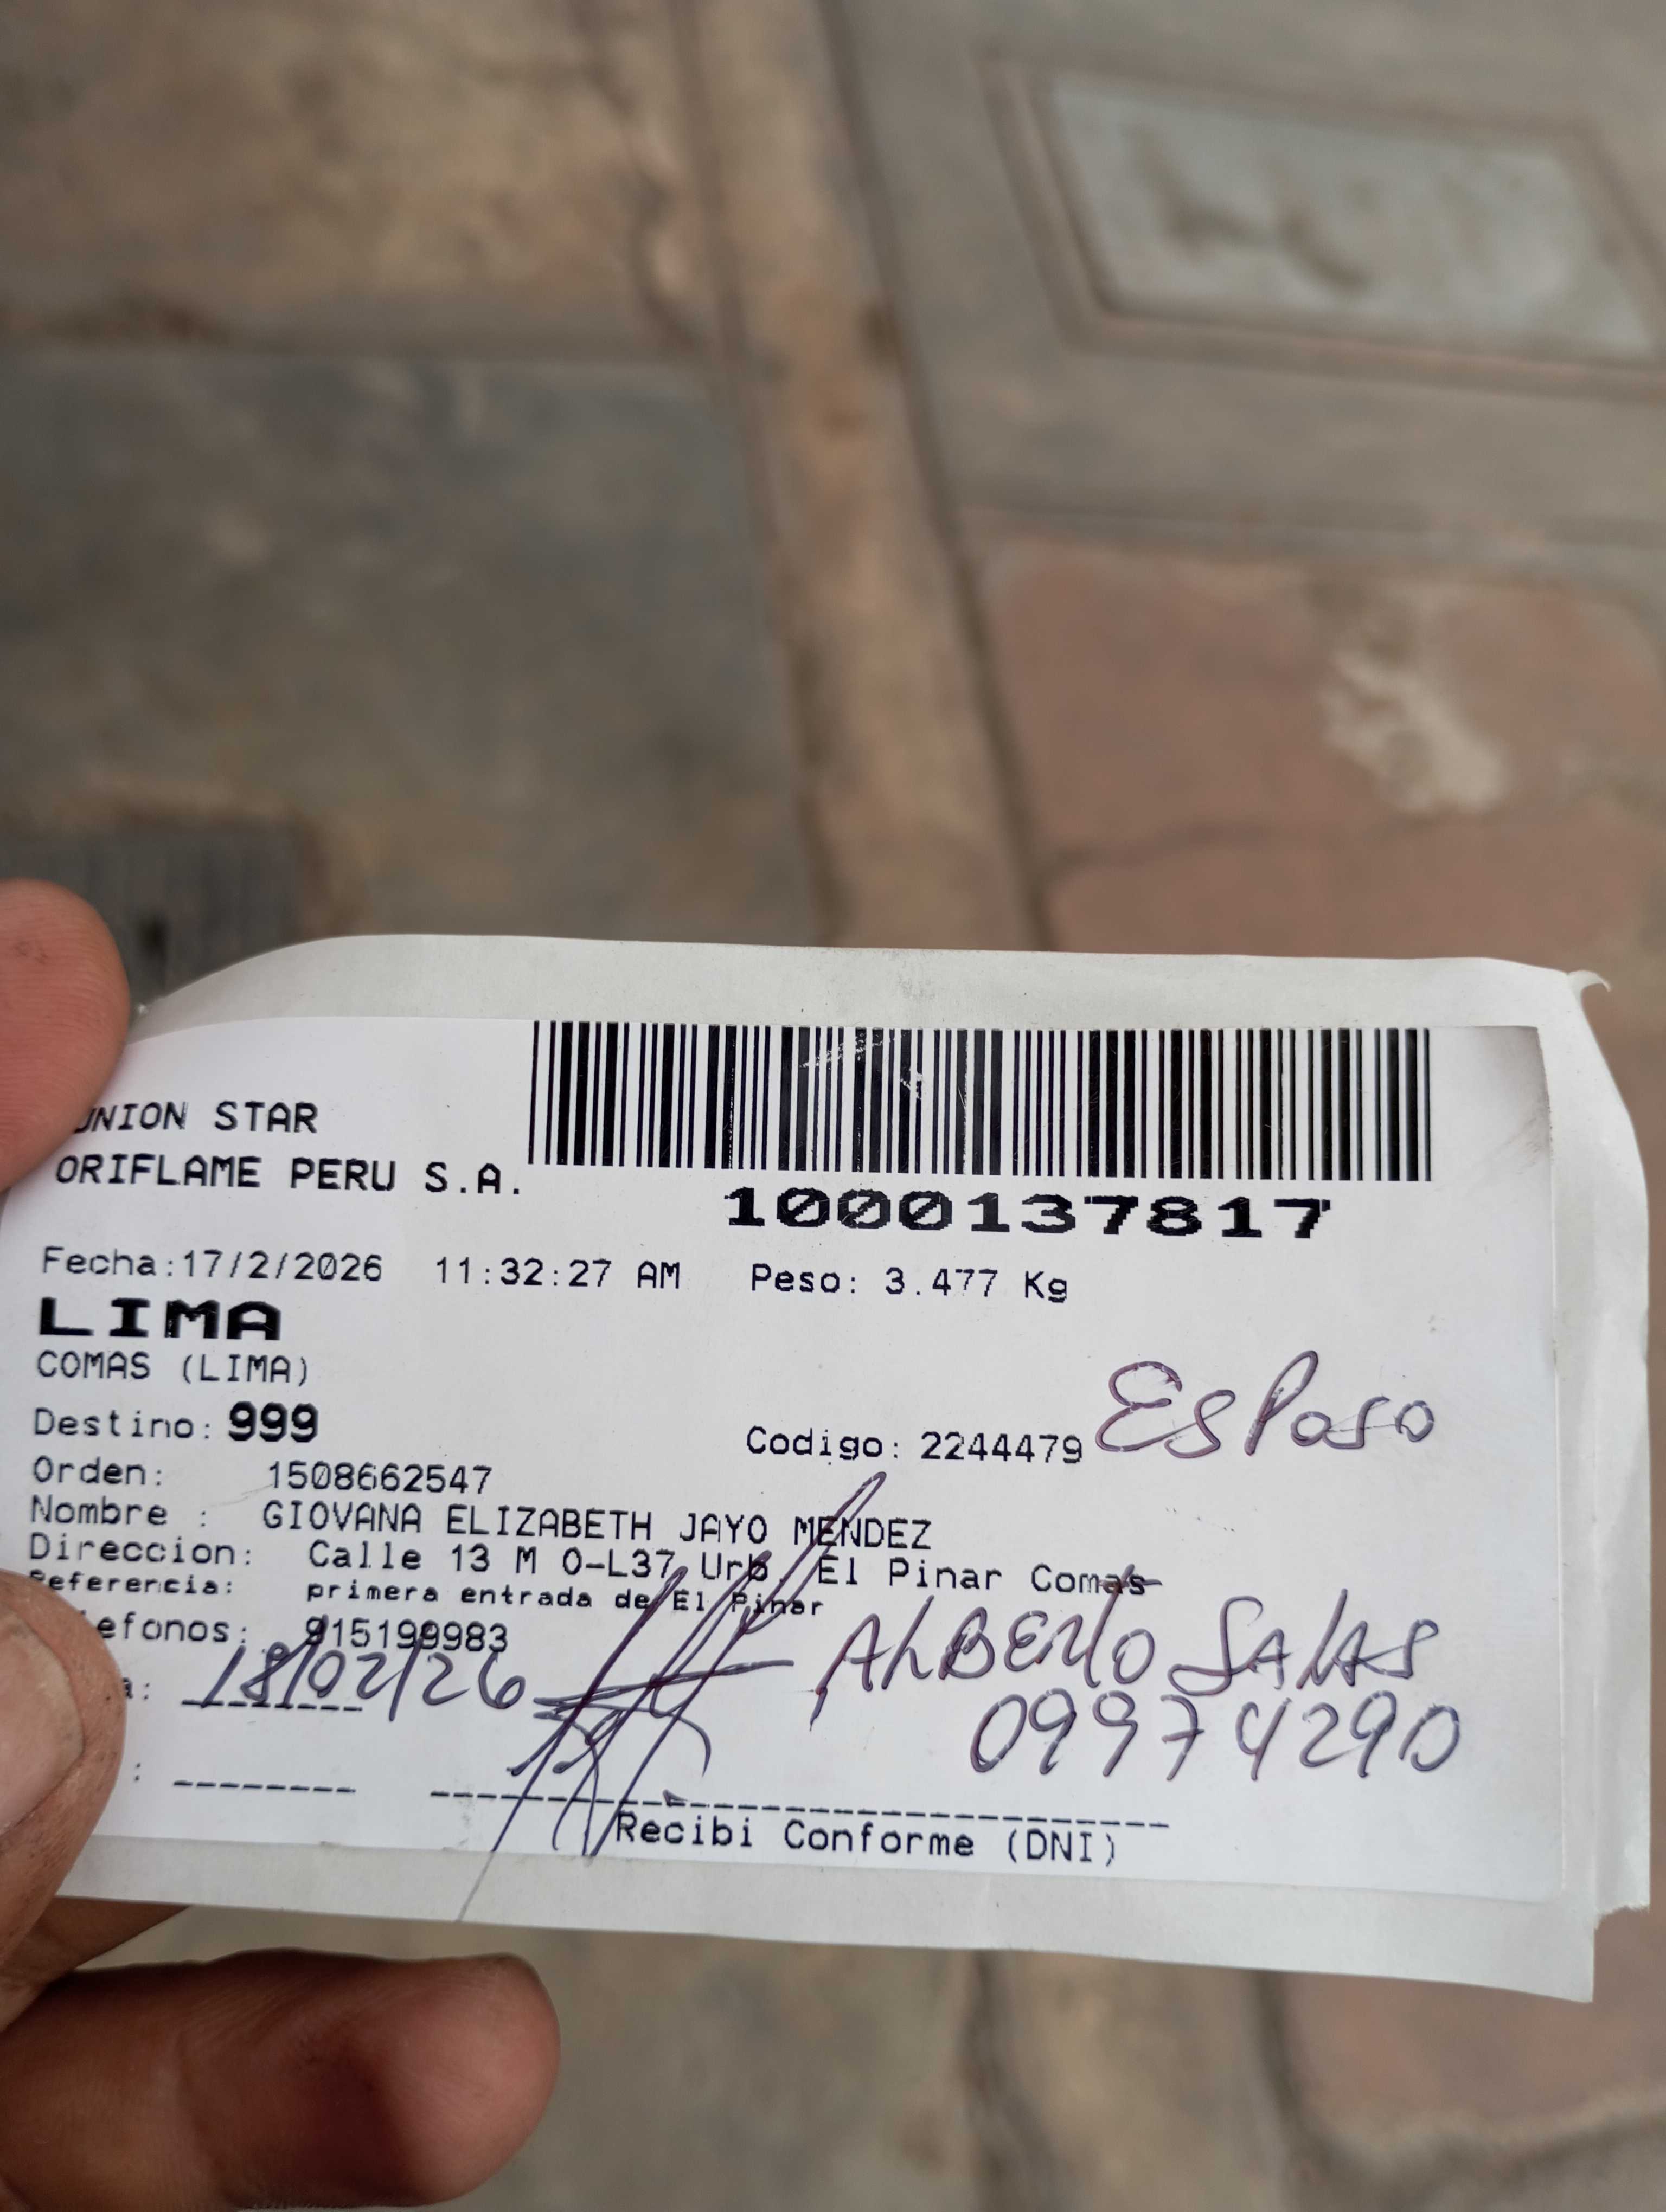 UNION STAR
ORIFLAME PERU S.A.
1000137817
Fecha:17/2/2026 11:32:27 AM Peso: 3.477 Kg
LIMA
COMAS (LIMA)
Destino: 999
Codigo: 2244479 Esposo
Orden: 1508662547
Nombre : GIOVANA ELIZABETH JAYO MENDEZ
Direccion: Calle 13 M O-L37 Urb. El Pinar Comas
Referencia: primera entrada de El Pinar
efonos: 915199983
a: 18/02/26 ALBERTO SALAS
09974290
:
Recibi Conforme (DNI)